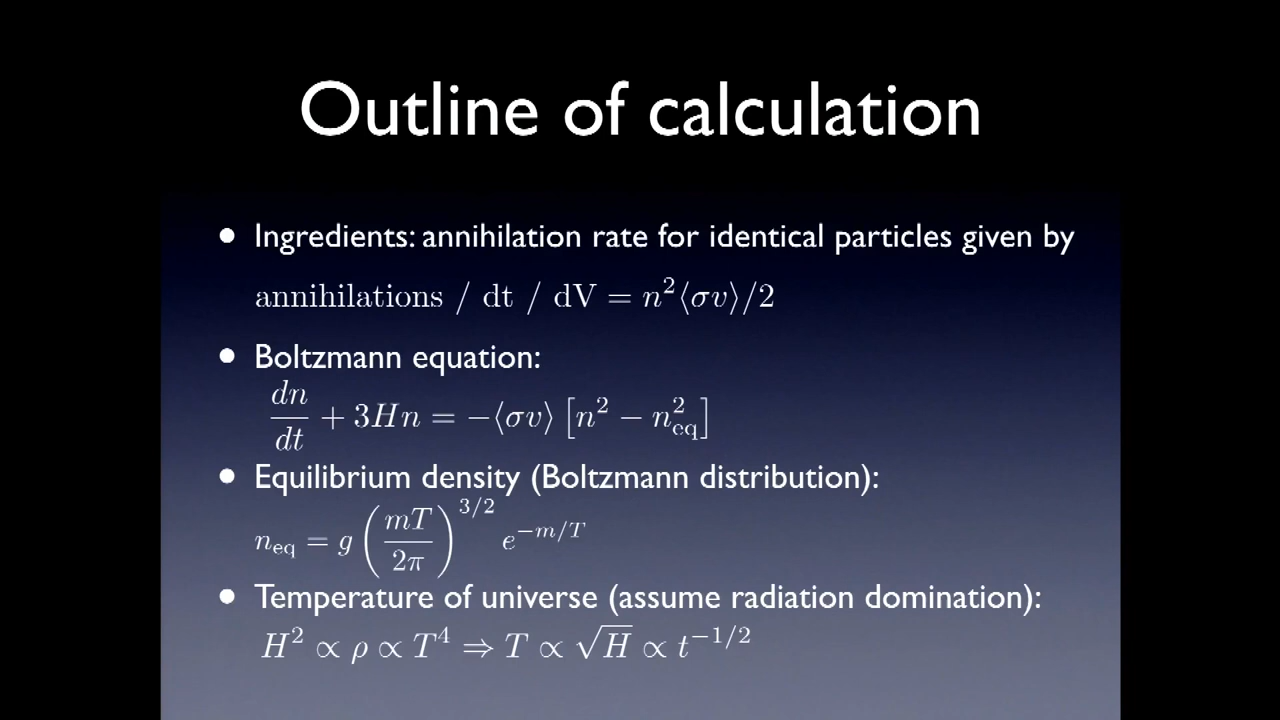 Outline of calculation
• Ingredients: annihilation rate for identical particles given by
annihilations / dt / dV = n²⟨σv⟩/2
• Boltzmann equation:
dn/dt + 3Hn = −⟨σv⟩ [n² − n²_eq]
• Equilibrium density (Boltzmann distribution):
n_eq = g (mT/2π)^{3/2} e^{−m/T}
• Temperature of universe (assume radiation domination):
H² ∝ ρ ∝ T⁴ ⇒ T ∝ √H ∝ t^{−1/2}